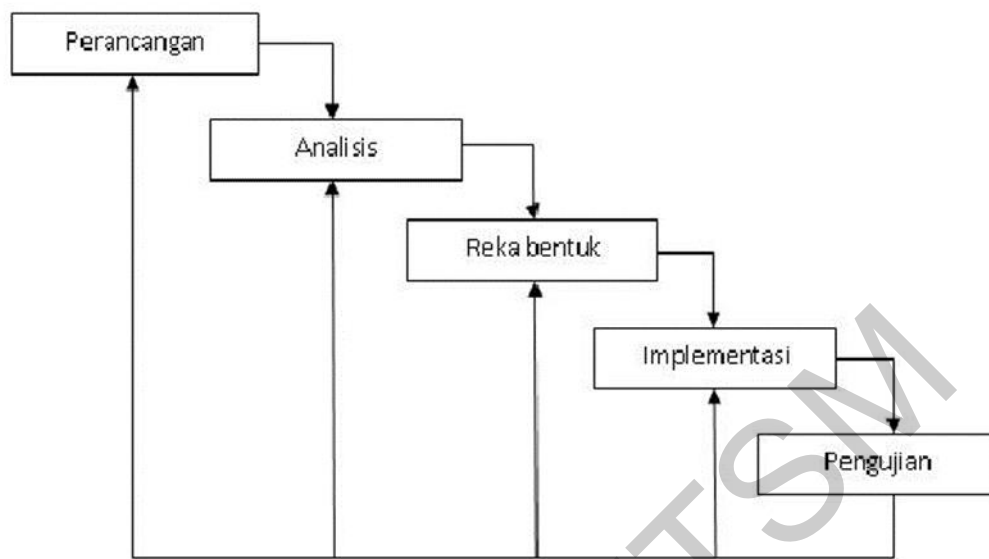 Perancangan
Analisis
Reka bentuk
Implementasi
Pengujian
TSM